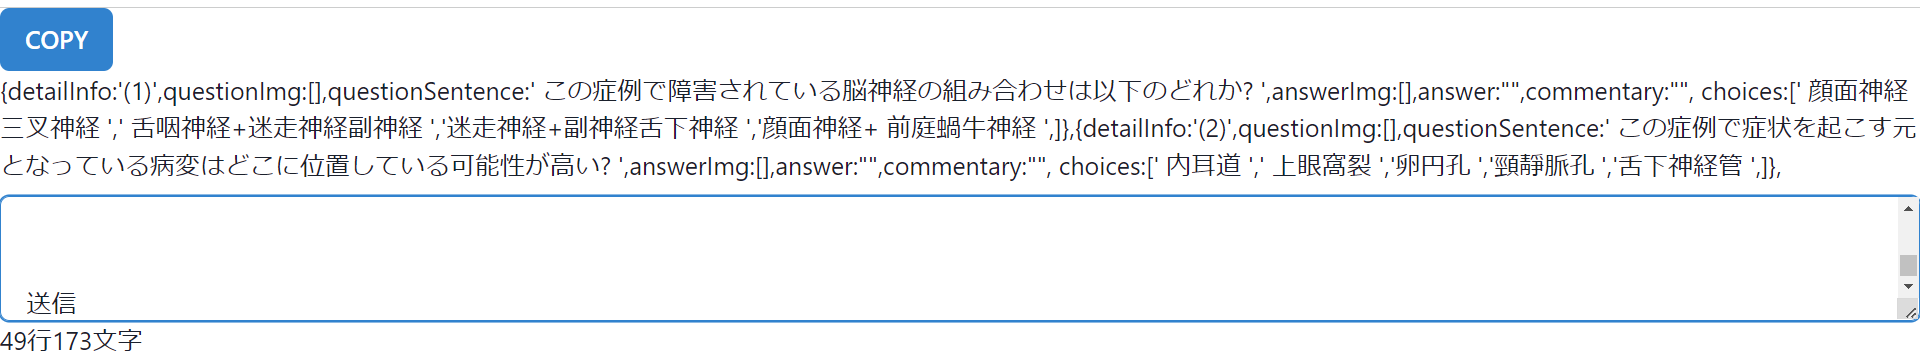 COPY
{detailInfo:'(1)',questionImg:[],questionSentence:' この症例で障害されている脳神経の組み合わせは以下のどれか? ',answerImg:[],answer:"",commentary:"", choices:[' 顔面神経
三叉神経 ',' 舌咽神経+迷走神経副神経 ','迷走神経+副神経舌下神経 ','顔面神経+ 前庭蝸牛神経 ',]},{detailInfo:'(2)',questionImg:[],questionSentence:' この症例で症状を起こす元
となっている病変はどこに位置している可能性が高い? ',answerImg:[],answer:"",commentary:"", choices:[' 内耳道 ',' 上眼窩裂 ','卵円孔 ','頸静脈孔 ','舌下神経管 ',]},
送信
49行173文字